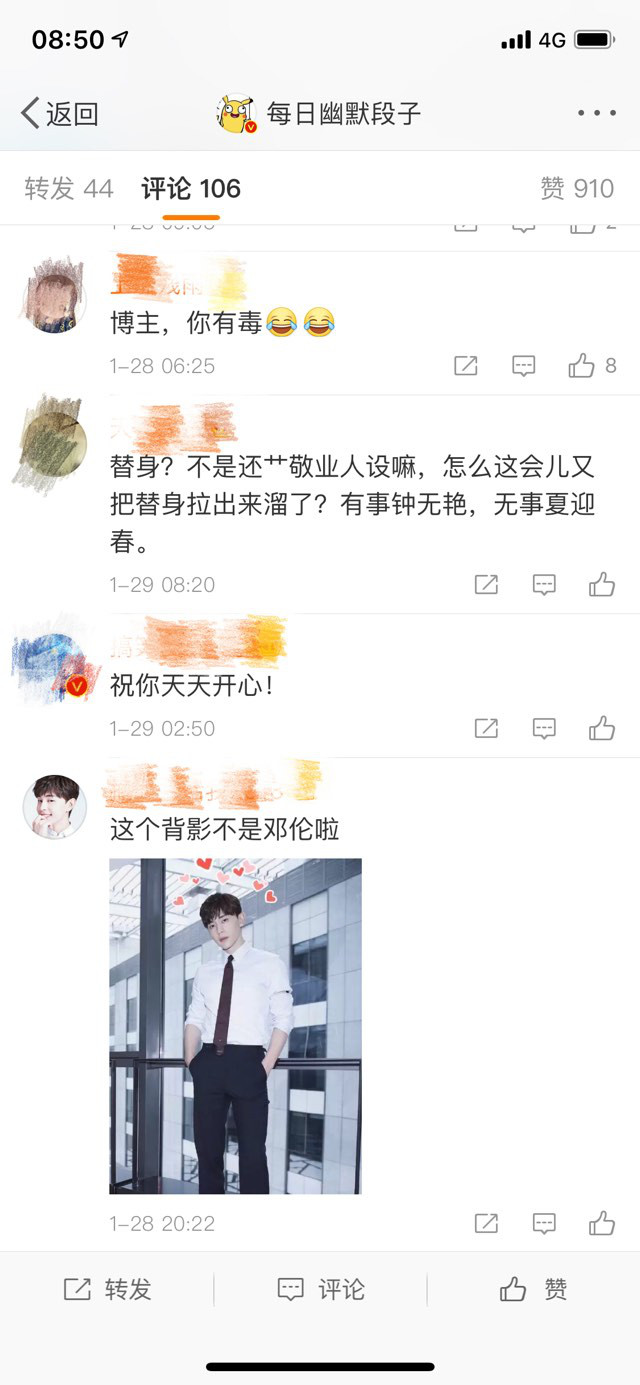 08:50
4G
返回
每日幽默段子
转发 44
评论 106
赞 910
博主，你有毒😂😂
1-28 06:25
8
替身？不是还艹敬业人设嘛，怎么这会儿又
把替身拉出来溜了？有事钟无艳，无事夏迎
春。
1-29 08:20
祝你天天开心！
1-29 02:50
这个背影不是邓伦啦
1-28 20:22
转发
评论
赞